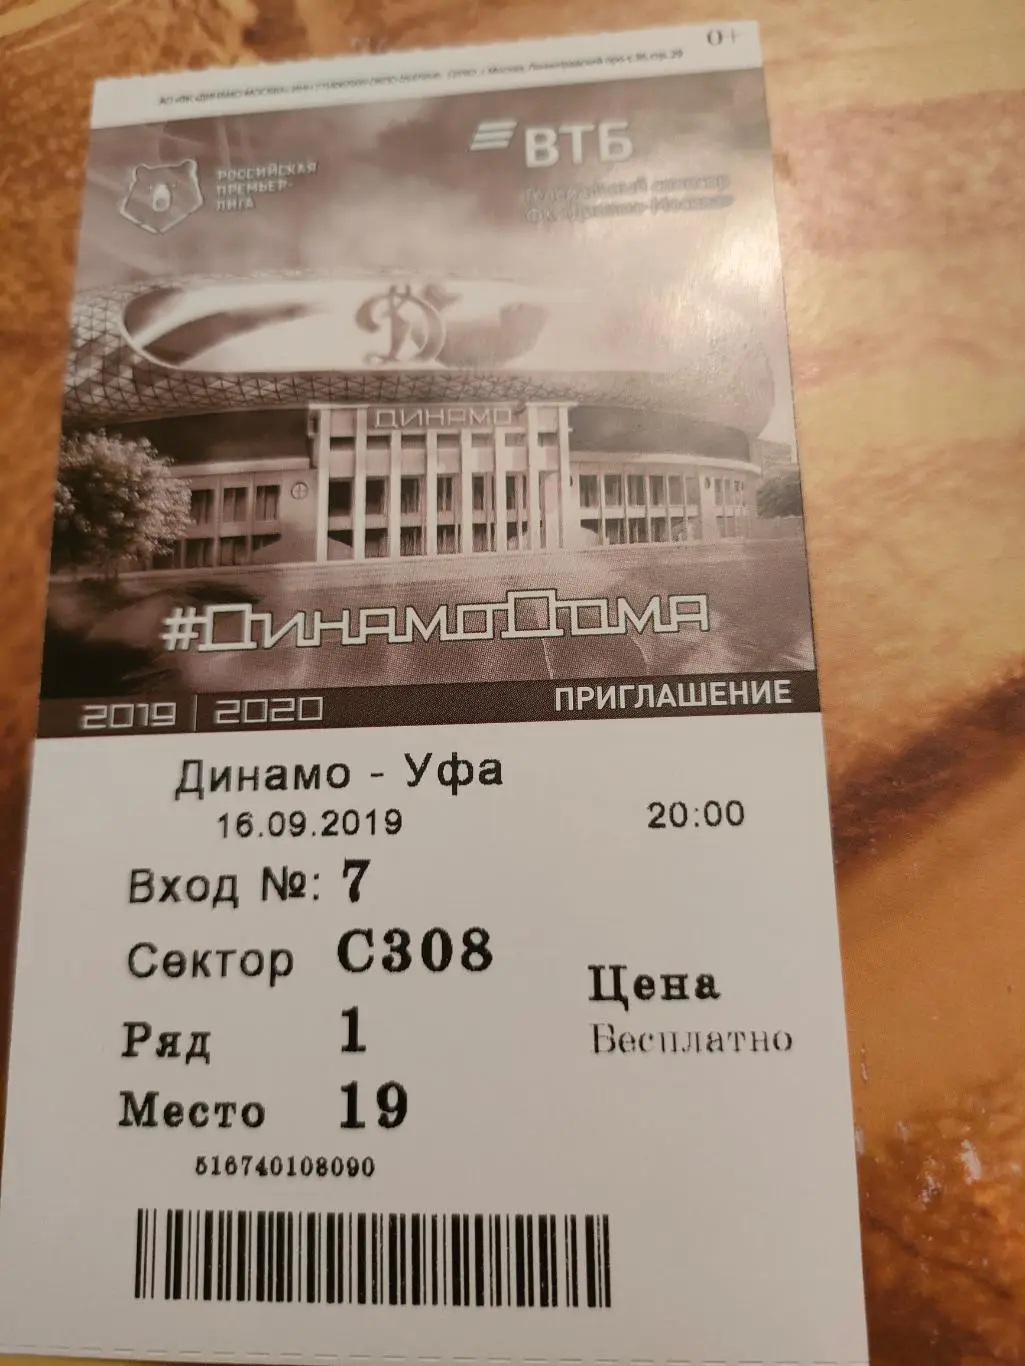 0+
РОССИЙСКАЯ
ПРЕМЬЕР-
ЛИГА
ВТБ
Д
ДИНАМО
#ДИНАМОДОМА
2019 | 2020
ПРИГЛАШЕНИЕ
Динамо - Уфа
16.09.2019
20:00
Вход №: 7
Сектор С308
Цена
Бесплатно
Ряд 1
Место 19
516740108090